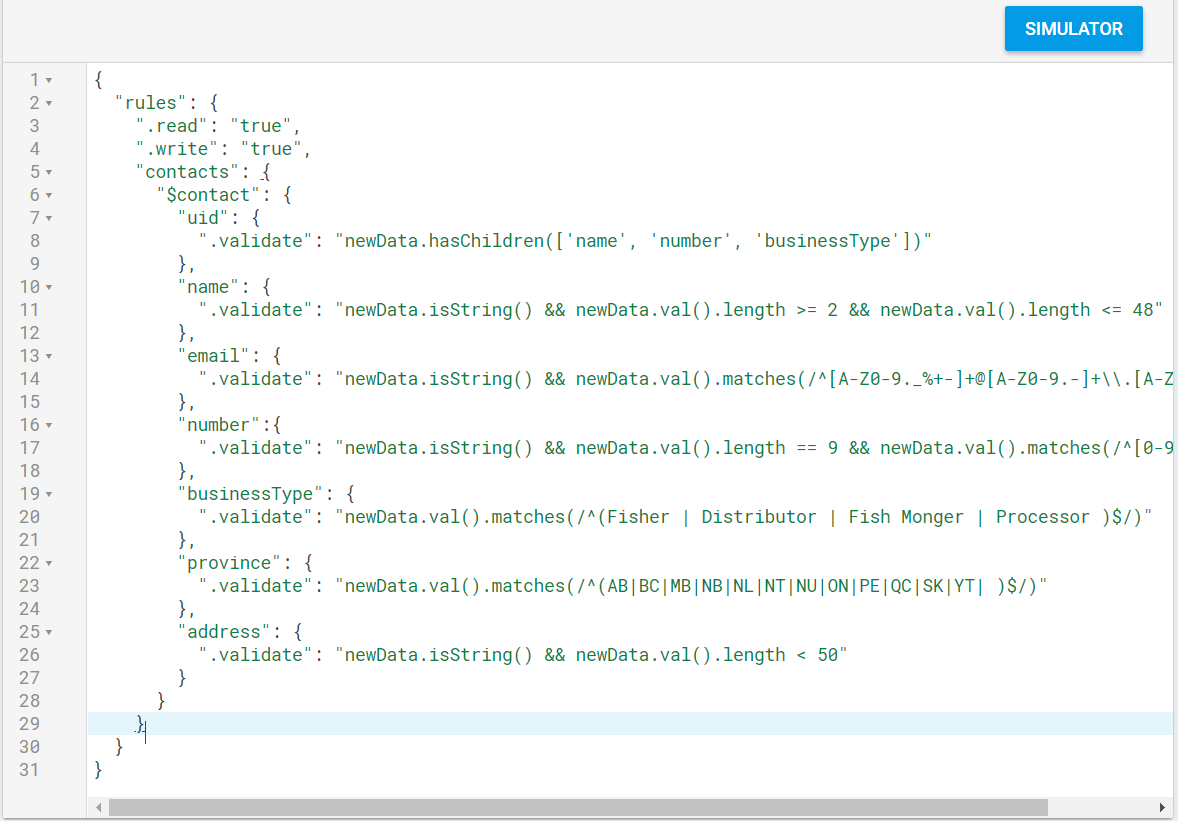 SIMULATOR
1 {
2   "rules": {
3     ".read": "true",
4     ".write": "true",
5     "contacts": {
6       "$contact": {
7         "uid": {
8           ".validate": "newData.hasChildren(['name', 'number', 'businessType'])"
9         },
10         "name": {
11           ".validate": "newData.isString() && newData.val().length >= 2 && newData.val().length <= 48"
12         },
13         "email": {
14           ".validate": "newData.isString() && newData.val().matches(/^[A-Z0-9._%+-]+@[A-Z0-9.-]+\\.[A-Z
15         },
16         "number":{
17           ".validate": "newData.isString() && newData.val().length == 9 && newData.val().matches(/^[0-9
18         },
19         "businessType": {
20           ".validate": "newData.val().matches(/^(Fisher | Distributor | Fish Monger | Processor )$/)"
21         },
22         "province": {
23           ".validate": "newData.val().matches(/^(AB|BC|MB|NB|NL|NT|NU|ON|PE|QC|SK|YT| )$/)"
24         },
25         "address": {
26           ".validate": "newData.isString() && newData.val().length < 50"
27         }
28       }
29     }
30   }
31 }